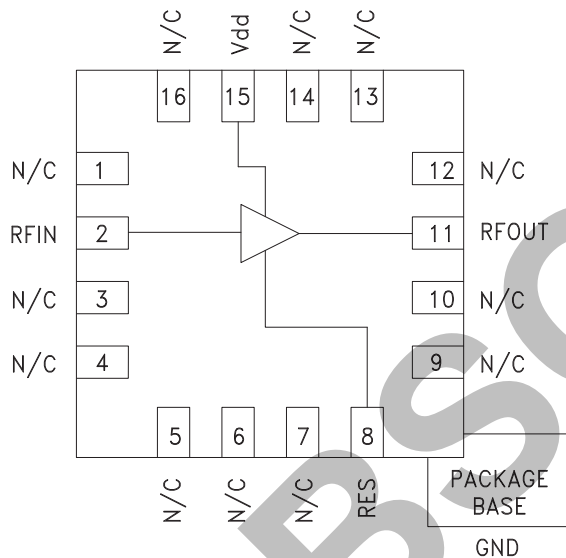 N/C Vdd N/C N/C
16 15 14 13
N/C 1 12 N/C
RFIN 2 11 RFOUT
N/C 3 10 N/C
N/C 4 9 N/C
5 6 7 8
N/C N/C N/C RES
PACKAGE
BASE
GND